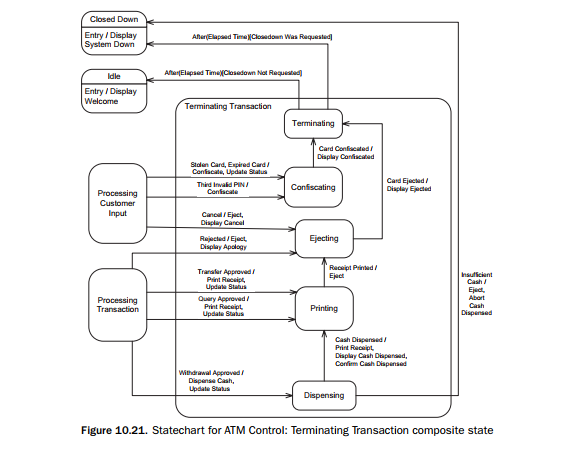 Closed Down
Entry / Display
System Down
After(Elapsed Time)[Closedown Was Requested]
Idle
Entry / Display
Welcome
After(Elapsed Time)[Closedown Not Requested]
Terminating Transaction
Terminating
Card Confiscated /
Display Confiscated
Stolen Card, Expired Card /
Confiscate, Update Status
Third Invalid PIN /
Confiscate
Confiscating
Card Ejected /
Display Ejected
Processing
Customer
Input
Cancel / Eject,
Display Cancel
Rejected / Eject,
Display Apology
Ejecting
Receipt Printed /
Eject
Transfer Approved /
Print Receipt,
Update Status
Query Approved /
Print Receipt,
Update Status
Processing
Transaction
Printing
Insufficient
Cash /
Eject,
Abort
Cash
Dispensed
Cash Dispensed /
Print Receipt,
Display Cash Dispensed,
Confirm Cash Dispensed
Withdrawal Approved /
Dispense Cash,
Update Status
Dispensing
Figure 10.21. Statechart for ATM Control: Terminating Transaction composite state